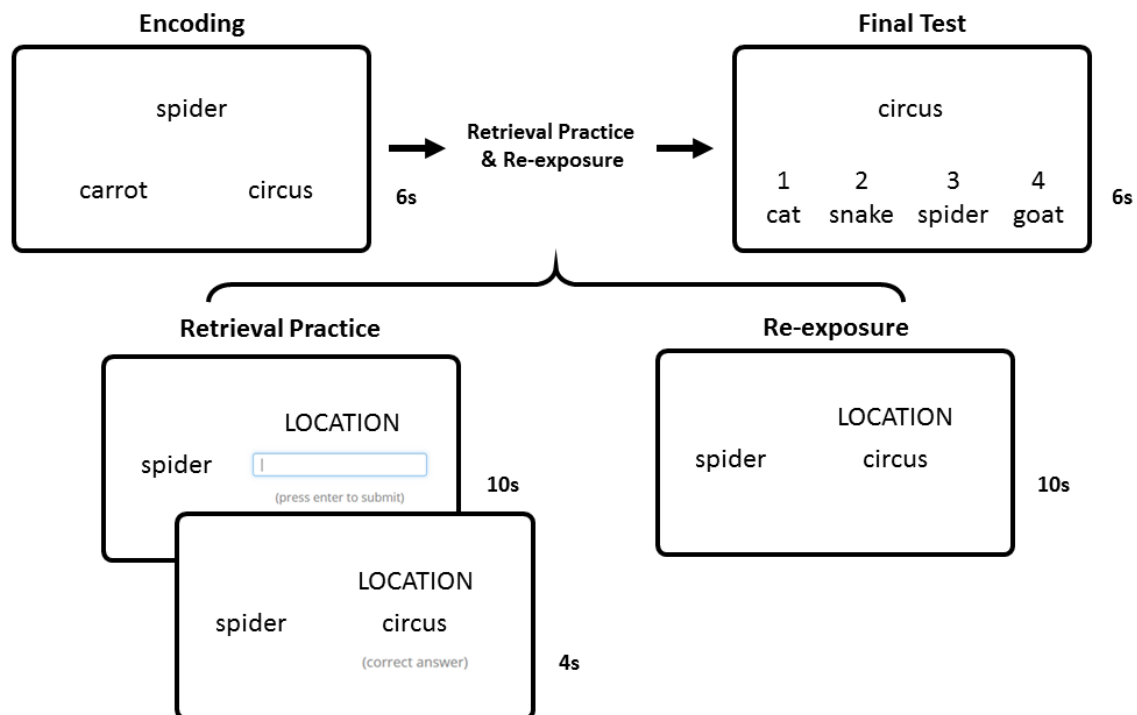 Encoding
spider
carrot circus
6s
Retrieval Practice
& Re-exposure
Final Test
circus
1 2 3 4
cat snake spider goat
6s
Retrieval Practice
LOCATION
spider
(press enter to submit)
10s
LOCATION
spider circus
(correct answer)
4s
Re-exposure
LOCATION
spider circus
10s